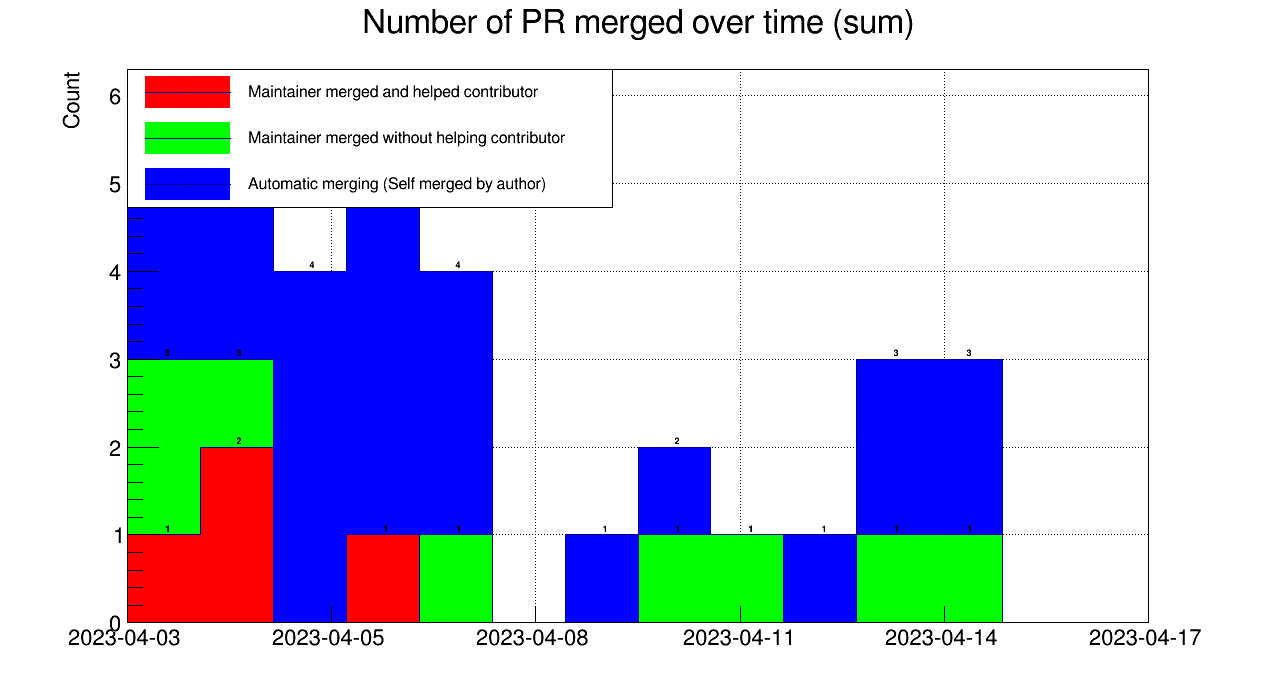 Number of PR merged over time (sum)
Count
Maintainer merged and helped contributor
Maintainer merged without helping contributor
Automatic merging (Self merged by author)
6
5
4
3
2
1
0
4 4
3 3 3 3
2 2
1 1 1 1 1 1 1 1 1
2023-04-03 2023-04-05 2023-04-08 2023-04-11 2023-04-14 2023-04-17